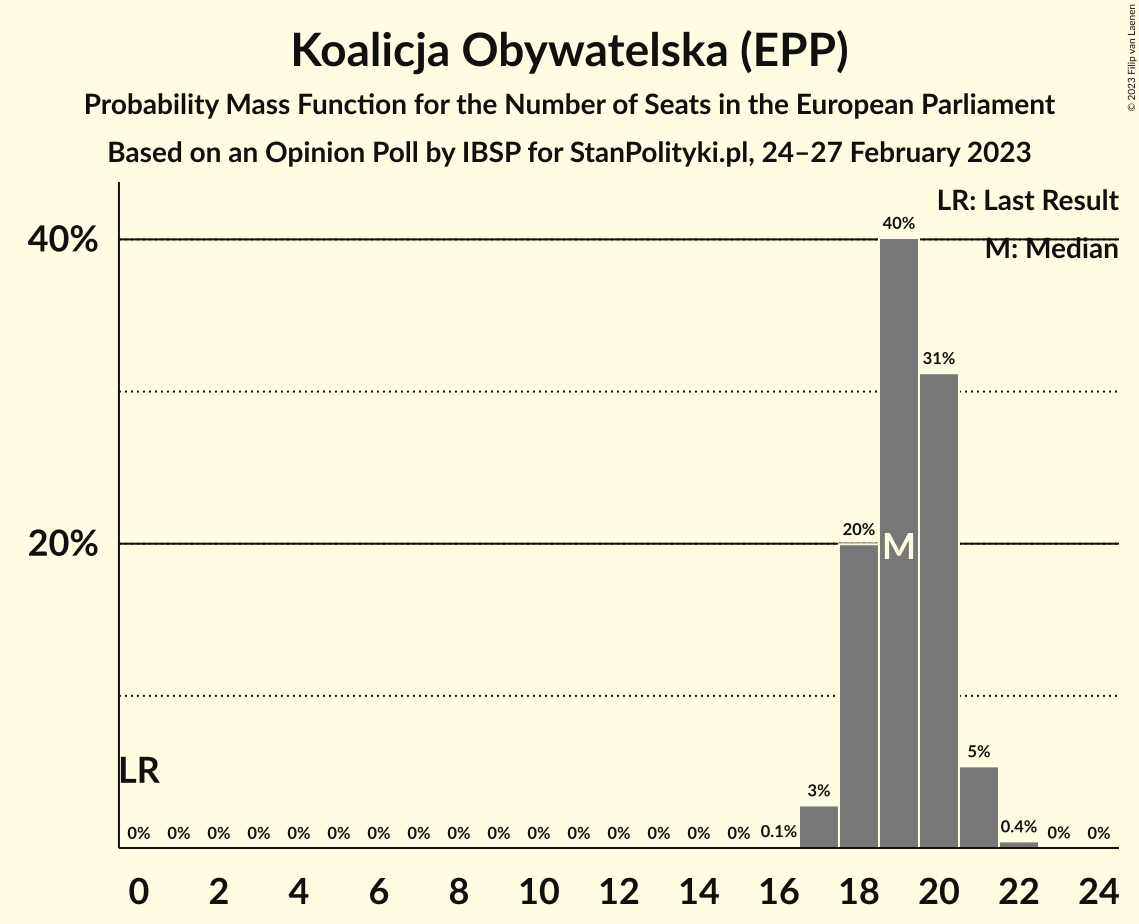 Koalicja Obywatelska (EPP)
Probability Mass Function for the Number of Seats in the European Parliament
Based on an Opinion Poll by IBSP for StanPolityki.pl, 24–27 February 2023
© 2023 Filip van Laenen
LR: Last Result
M: Median
40%
20%
40%
31%
20%
M
5%
3%
LR
0% 0% 0% 0% 0% 0% 0% 0% 0% 0% 0% 0% 0% 0% 0% 0% 0.1% 0.4% 0% 0%
0 2 4 6 8 10 12 14 16 18 20 22 24